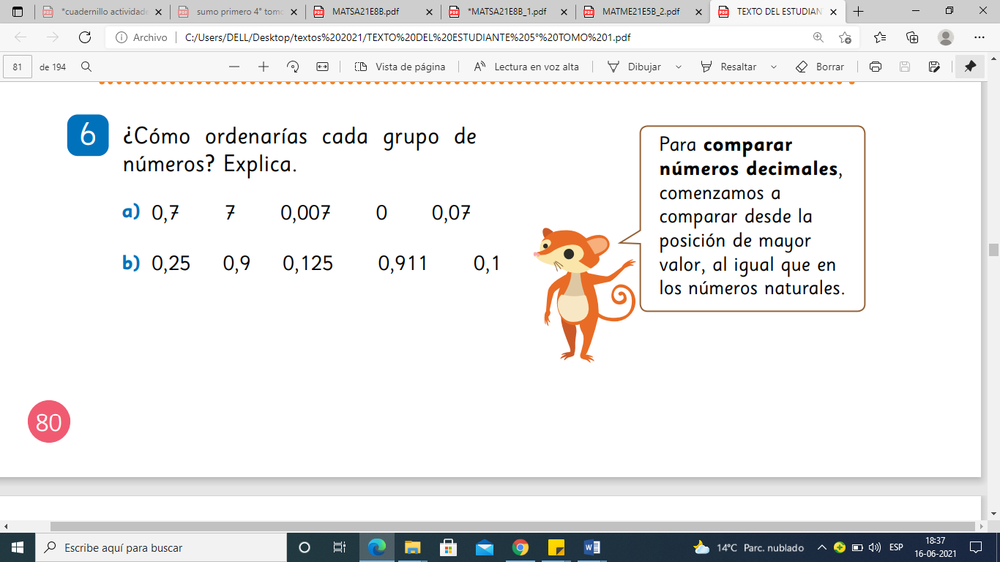 *cuadernillo actividade
sumo primero 4° tomo
MATSA21E8B.pdf
*MATSA21E8B_1.pdf
MATME21E5B_2.pdf
TEXTO DEL ESTUDIAN
Archivo
C:/Users/DELL/Desktop/textos%202021/TEXTO%20DEL%20ESTUDIANTE%205°%20TOMO%201.pdf
81 de 194
Vista de página
Lectura en voz alta
Dibujar
Resaltar
Borrar
6 ¿Cómo ordenarías cada grupo de
números? Explica.
a) 0,7 7 0,007 0 0,07
b) 0,25 0,9 0,125 0,911 0,1
Para comparar
números decimales,
comenzamos a
comparar desde la
posición de mayor
valor, al igual que en
los números naturales.
80
Escribe aquí para buscar
14°C Parc. nublado
ESP
18:37
16-06-2021